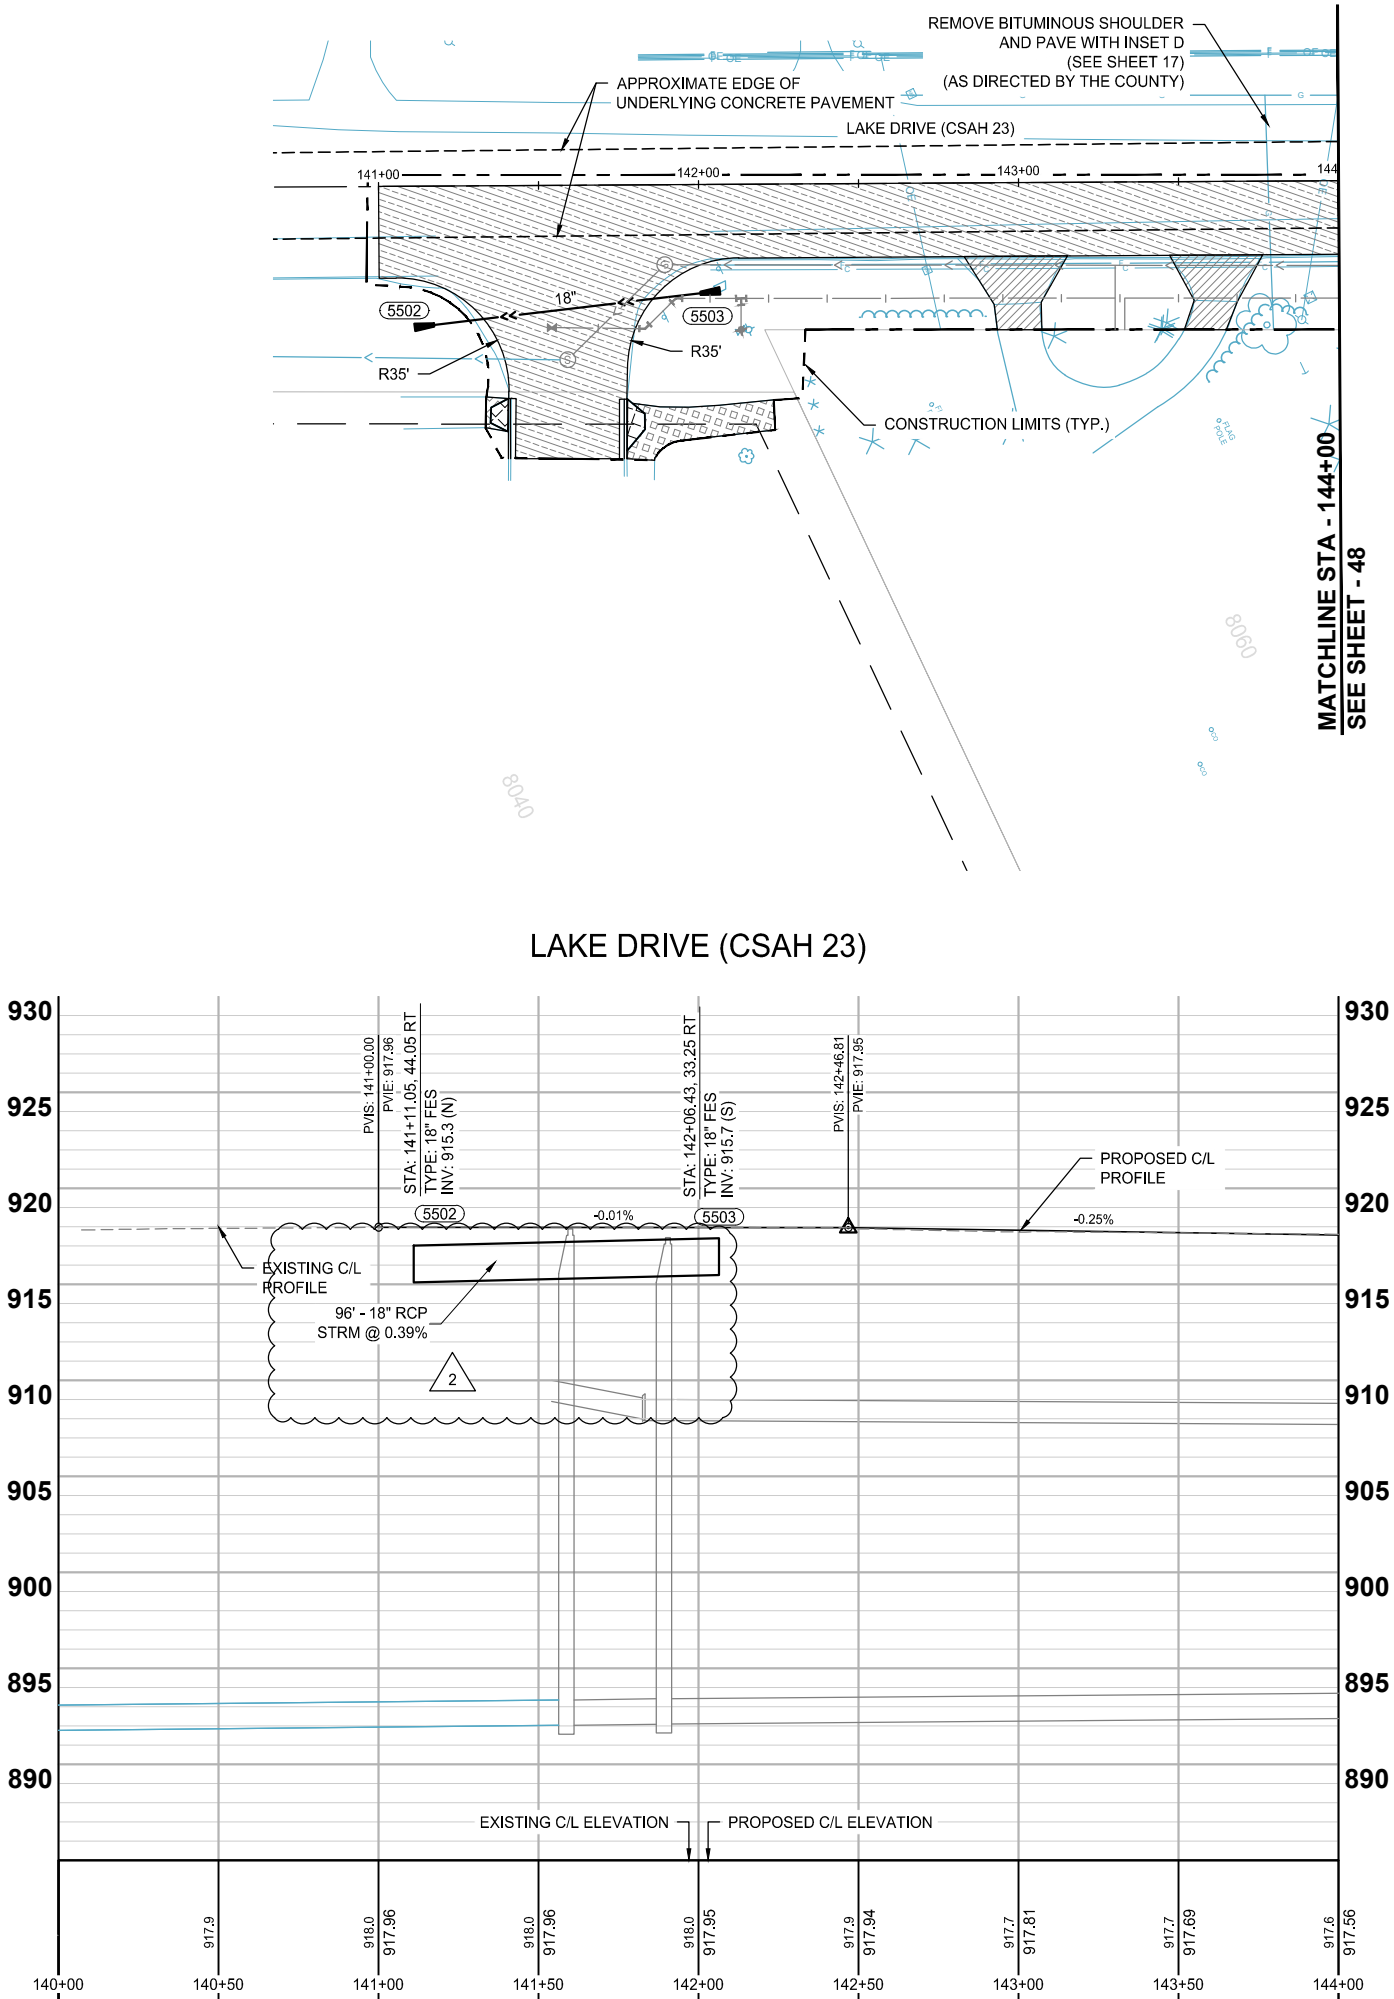 REMOVE BITUMINOUS SHOULDER
AND PAVE WITH INSET D
(SEE SHEET 17)
(AS DIRECTED BY THE COUNTY)
APPROXIMATE EDGE OF
UNDERLYING CONCRETE PAVEMENT
LAKE DRIVE (CSAH 23)
141+00
142+00
143+00
144
5502
18"
5503
R35'
R35'
CONSTRUCTION LIMITS (TYP.)
FLAG
POLE
MATCHLINE STA - 144+00
SEE SHEET - 48
8060
8040
LAKE DRIVE (CSAH 23)
930
925
920
915
910
905
900
895
890
930
925
920
915
910
905
900
895
890
PVIS: 141+00.00
PVIE: 917.96
STA: 141+11.05, 44.05 RT
TYPE: 18" FES
INV: 915.3 (N)
5502
STA: 142+06.43, 33.25 RT
TYPE: 18" FES
INV: 915.7 (S)
5503
PVIS: 142+46.81
PVIE: 917.95
-0.01%
-0.25%
PROPOSED C/L
PROFILE
EXISTING C/L
PROFILE
96' - 18" RCP
STRM @ 0.39%
2
EXISTING C/L ELEVATION
PROPOSED C/L ELEVATION
917.9
918.0
917.96
918.0
917.96
918.0
917.95
917.9
917.94
917.7
917.81
917.7
917.69
917.6
917.56
140+00
140+50
141+00
141+50
142+00
142+50
143+00
143+50
144+00